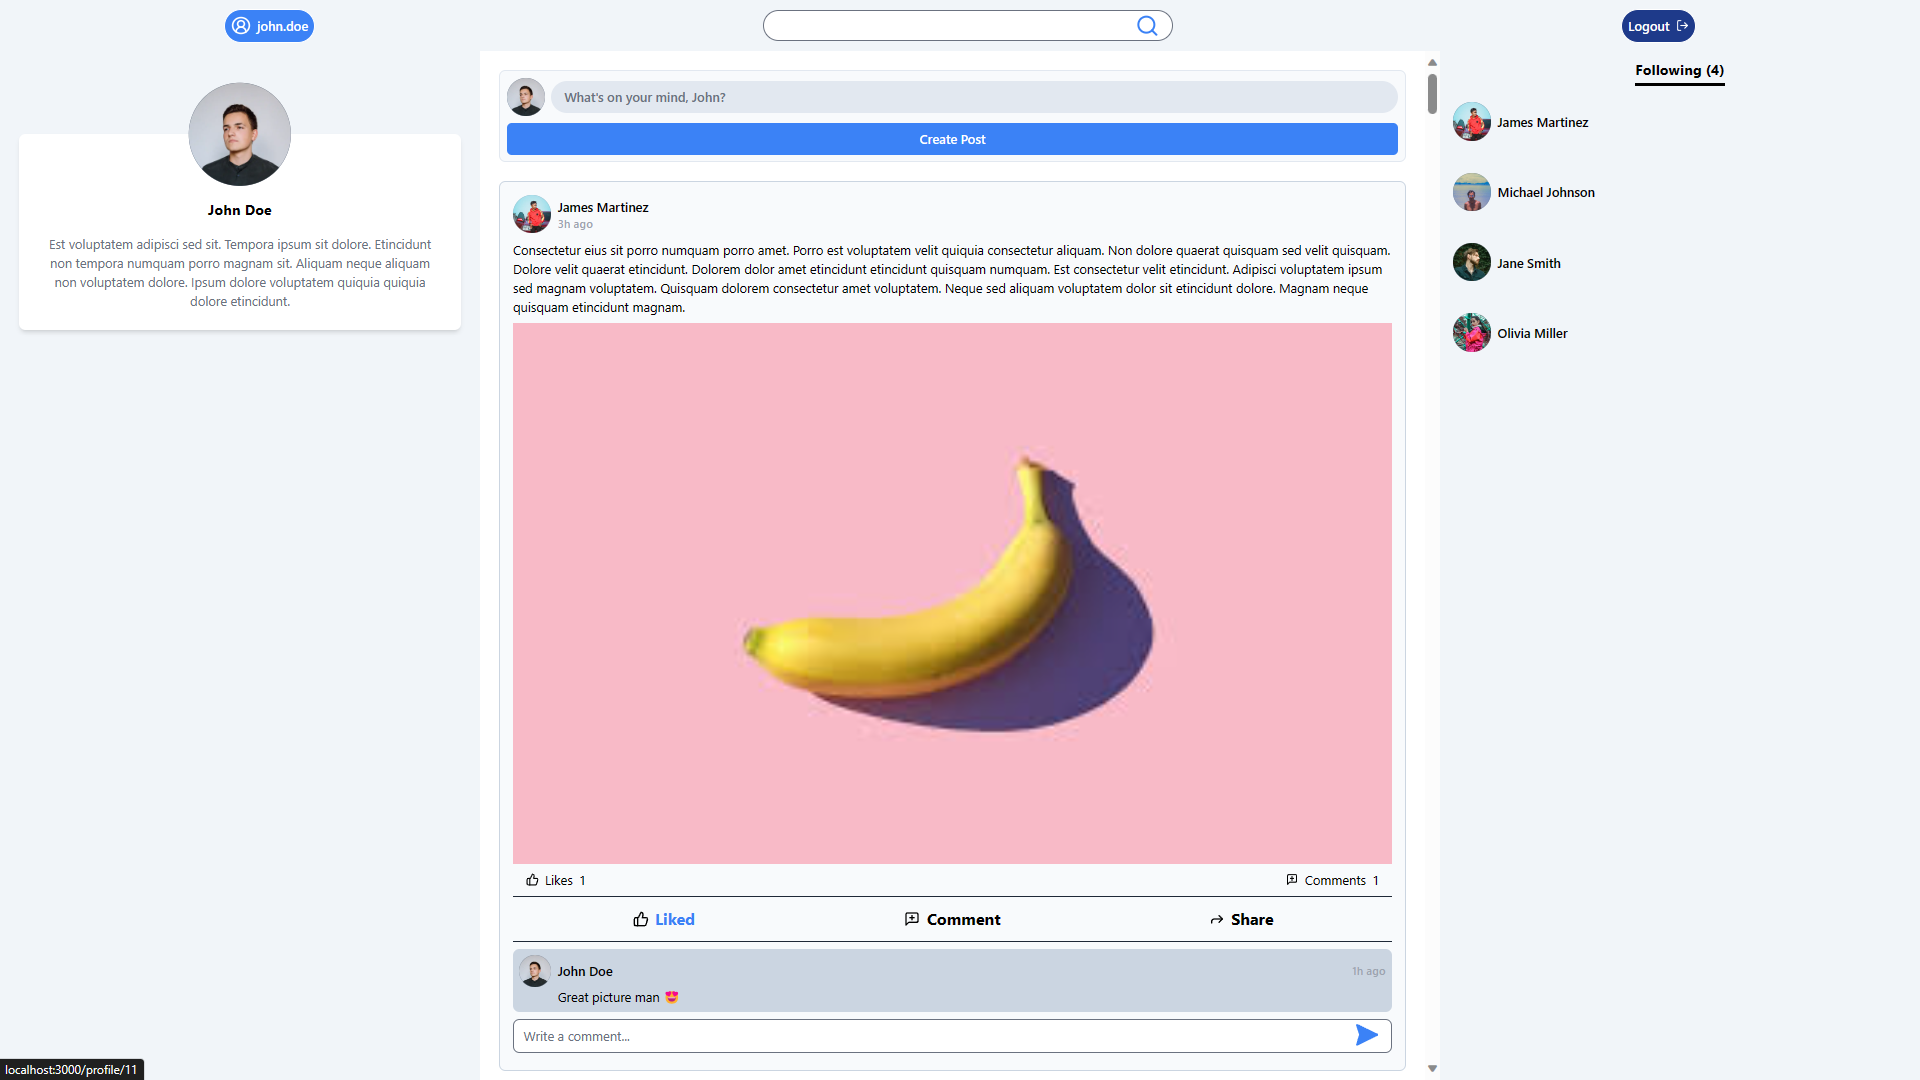 john.doe
Logout
John Doe
Est voluptatem adipisci sed sit. Tempora ipsum sit dolore. Etincidunt
non tempora numquam porro magnam sit. Aliquam neque aliquam
non voluptatem dolore. Ipsum dolore voluptatem quiquia quiquia
dolore etincidunt.
What's on your mind, John?
Create Post
James Martinez
3h ago
Consectetur eius sit porro numquam porro amet. Porro est voluptatem velit quiquia consectetur aliquam. Non dolore quaerat quisquam sed velit quisquam.
Dolore velit quaerat etincidunt. Dolorem dolor amet etincidunt etincidunt quisquam numquam. Est consectetur velit etincidunt. Adipisci voluptatem ipsum
sed magnam voluptatem. Quisquam dolorem consectetur amet voluptatem. Neque sed aliquam voluptatem dolor sit etincidunt dolore. Magnam neque
quisquam etincidunt magnam.
Likes 1
Comments 1
Liked
Comment
Share
John Doe
1h ago
Great picture man 😍
Write a comment...
Following (4)
James Martinez
Michael Johnson
Jane Smith
Olivia Miller
localhost:3000/profile/11